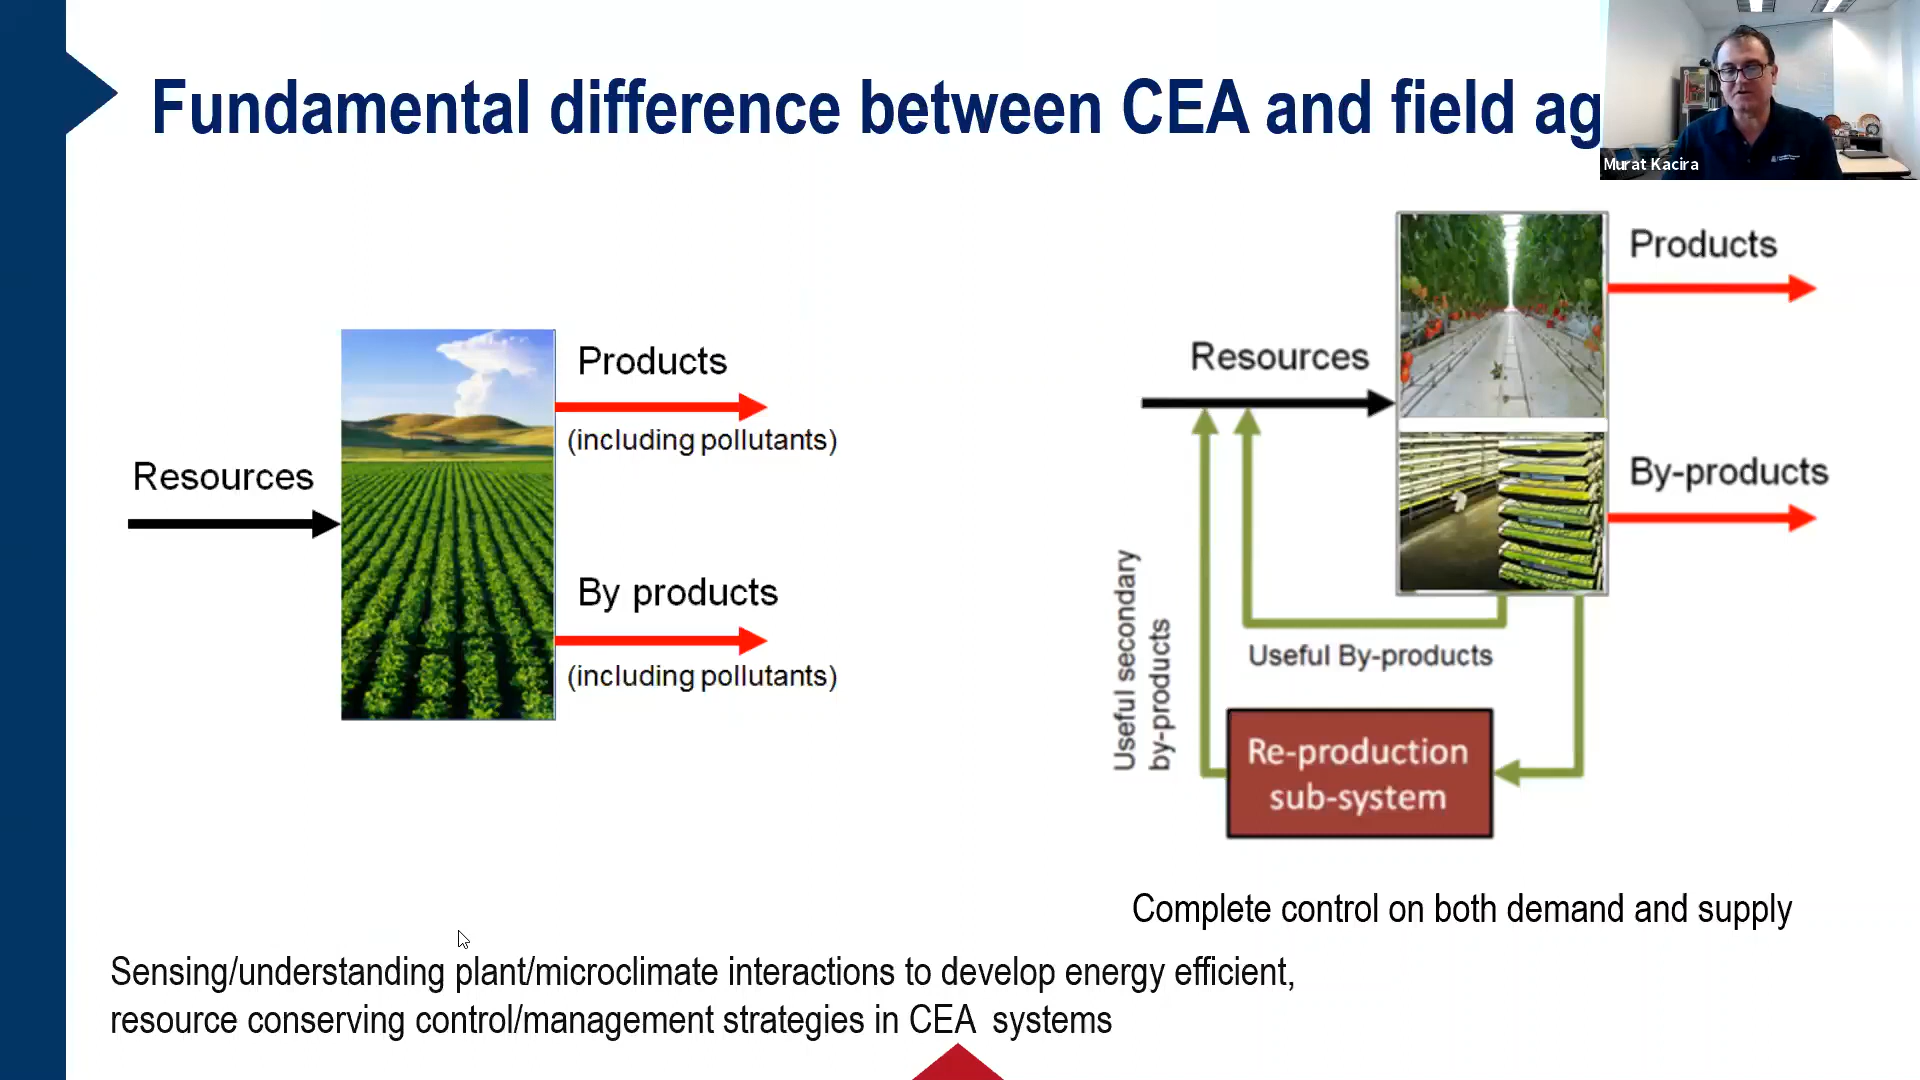 Fundamental difference between CEA and field ag
Murat Kacira
Resources
Products
(including pollutants)
By products
(including pollutants)
Resources
Products
By-products
Useful secondary
by-products
Useful By-products
Re-production
sub-system
Complete control on both demand and supply
Sensing/understanding plant/microclimate interactions to develop energy efficient,
resource conserving control/management strategies in CEA systems